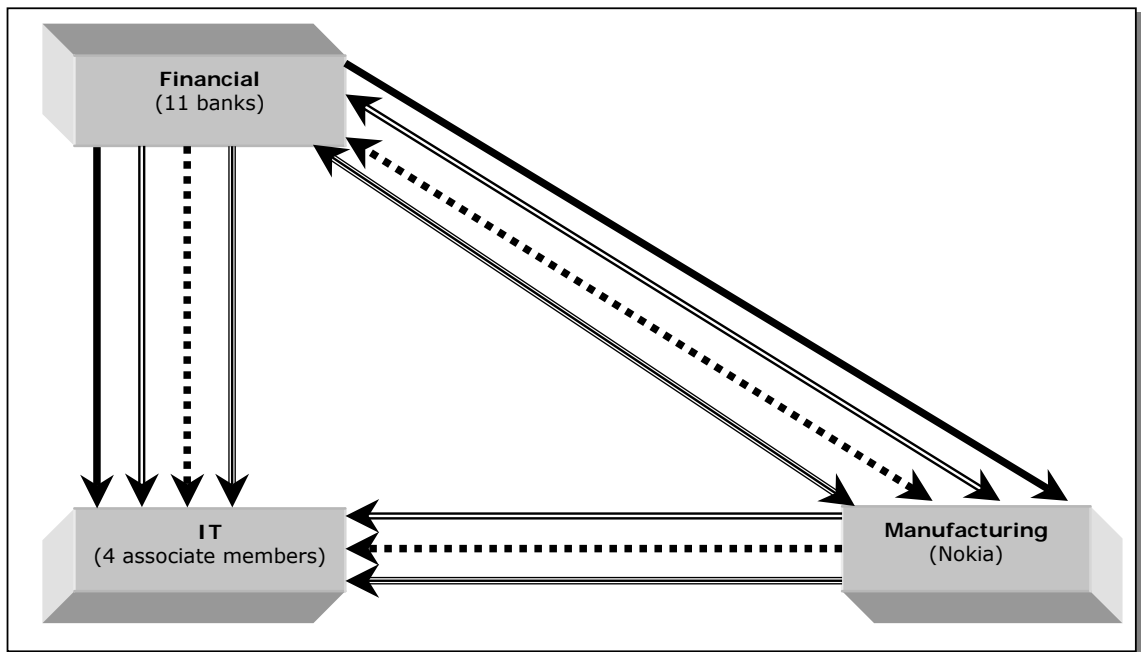 Financial
(11 banks)
IT
(4 associate members)
Manufacturing
(Nokia)